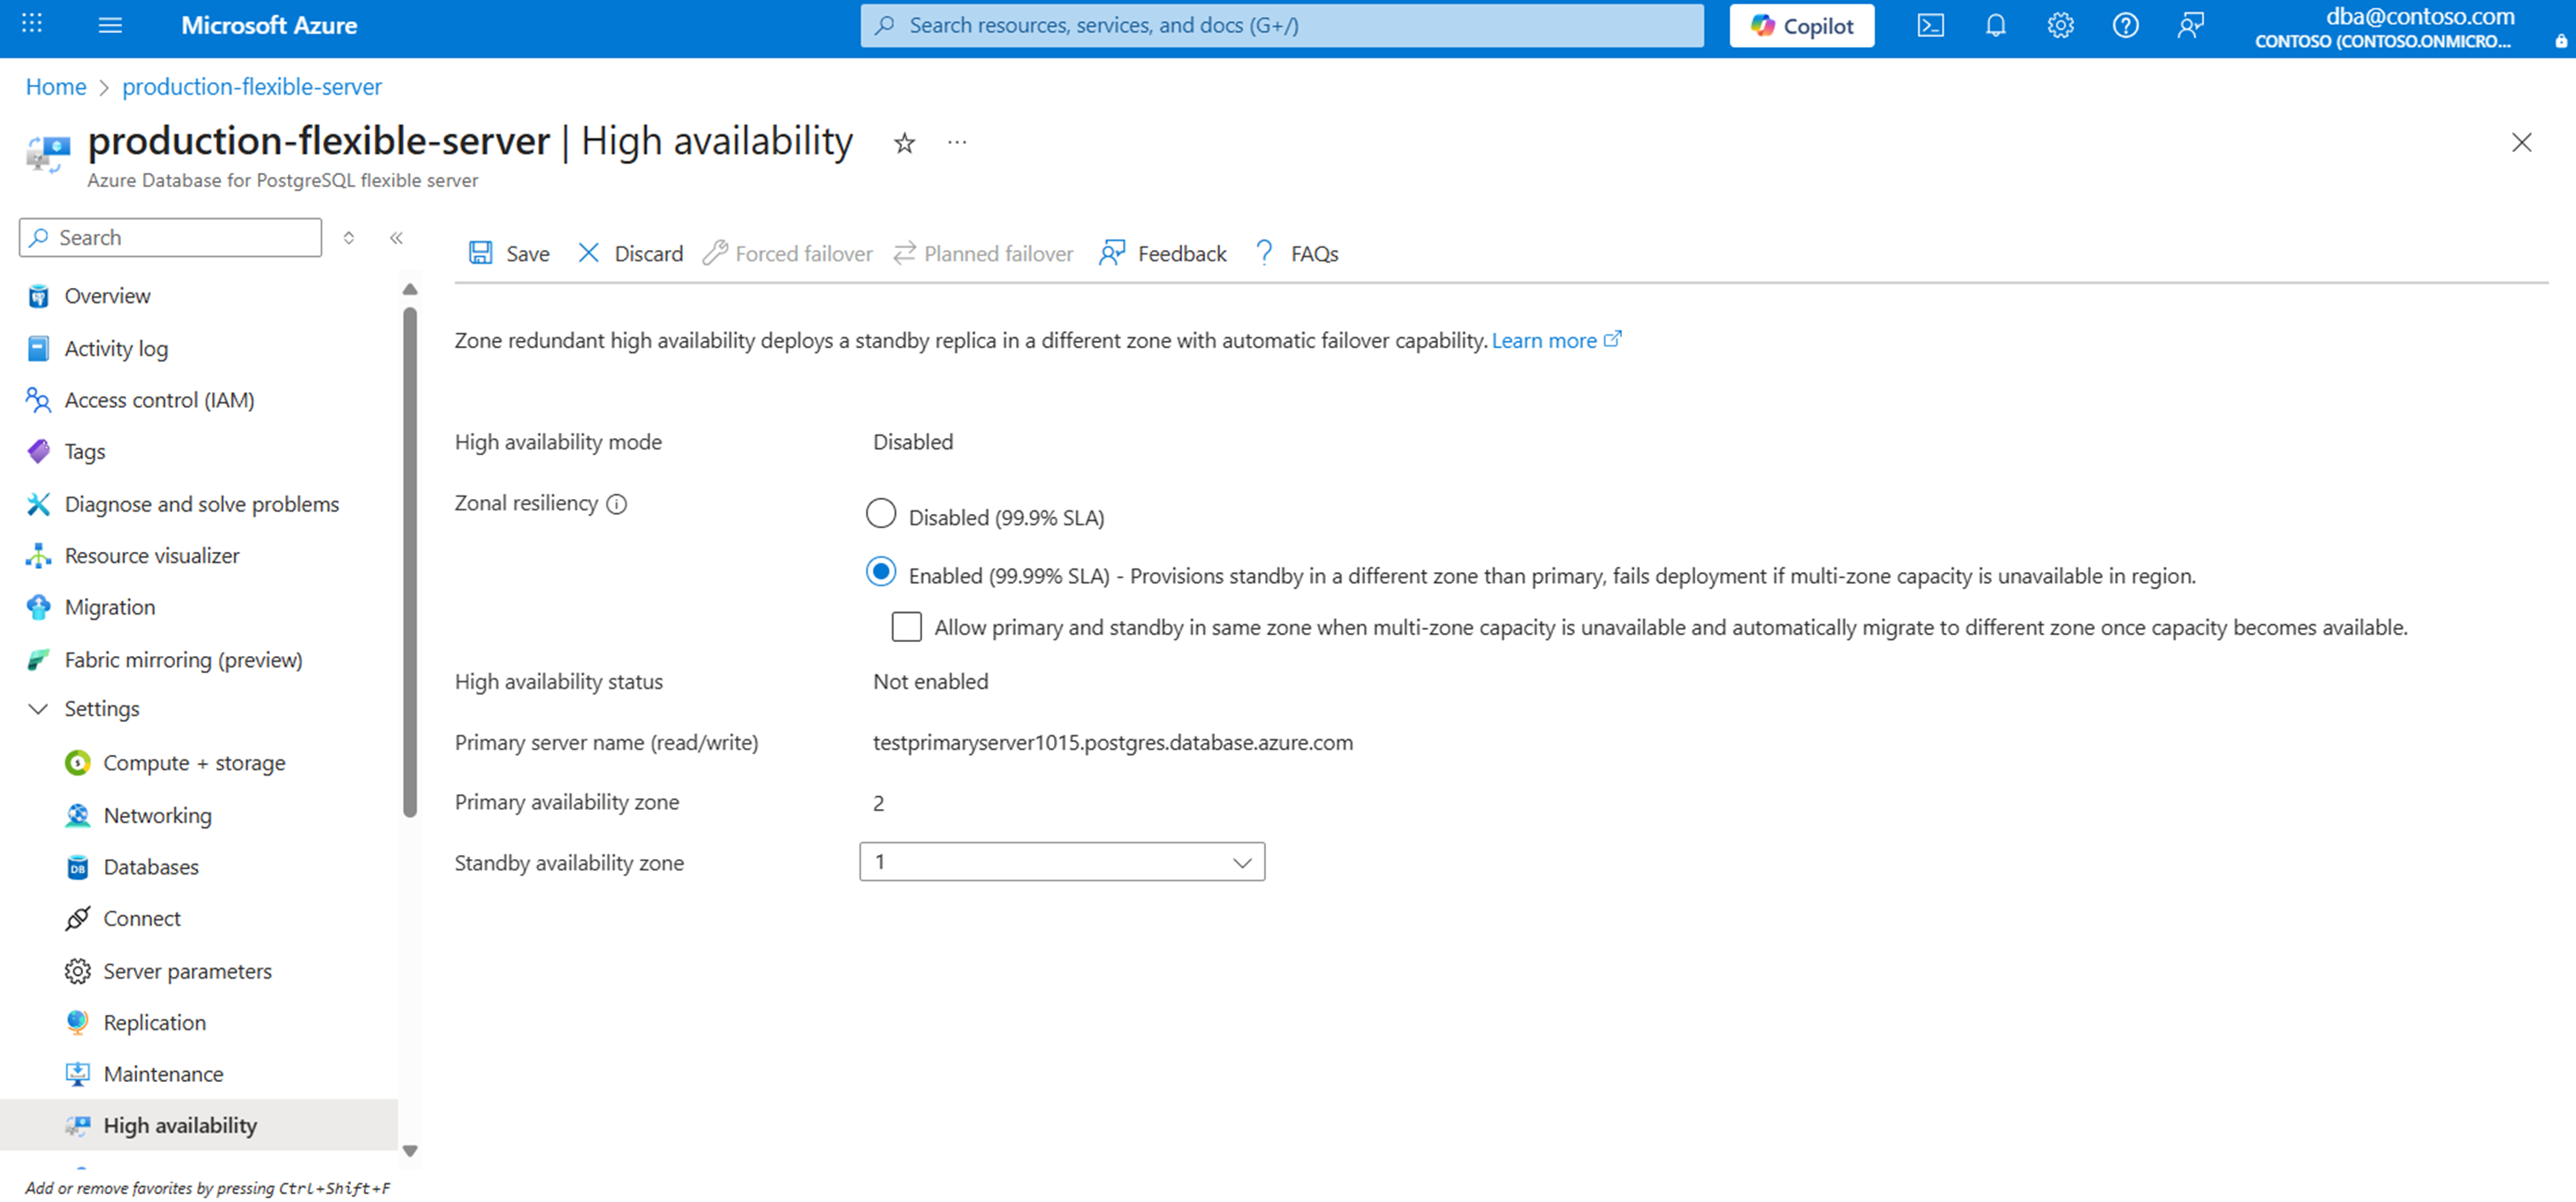 Microsoft Azure
Search resources, services, and docs (G+/)
Copilot
dba@contoso.com
CONTOSO (CONTOSO.ONMICRO...
Home > production-flexible-server
production-flexible-server | High availability
Azure Database for PostgreSQL flexible server
Search
Save
Discard
Forced failover
Planned failover
Feedback
FAQs
Overview
Activity log
Access control (IAM)
Tags
Diagnose and solve problems
Resource visualizer
Migration
Fabric mirroring (preview)
Settings
Compute + storage
Networking
Databases
Connect
Server parameters
Replication
Maintenance
High availability
Add or remove favorites by pressing Ctrl+Shift+F
Zone redundant high availability deploys a standby replica in a different zone with automatic failover capability. Learn more
High availability mode
Disabled
Zonal resiliency
Disabled (99.9% SLA)
Enabled (99.99% SLA) - Provisions standby in a different zone than primary, fails deployment if multi-zone capacity is unavailable in region.
Allow primary and standby in same zone when multi-zone capacity is unavailable and automatically migrate to different zone once capacity becomes available.
High availability status
Not enabled
Primary server name (read/write)
testprimaryserver1015.postgres.database.azure.com
Primary availability zone
2
Standby availability zone
1